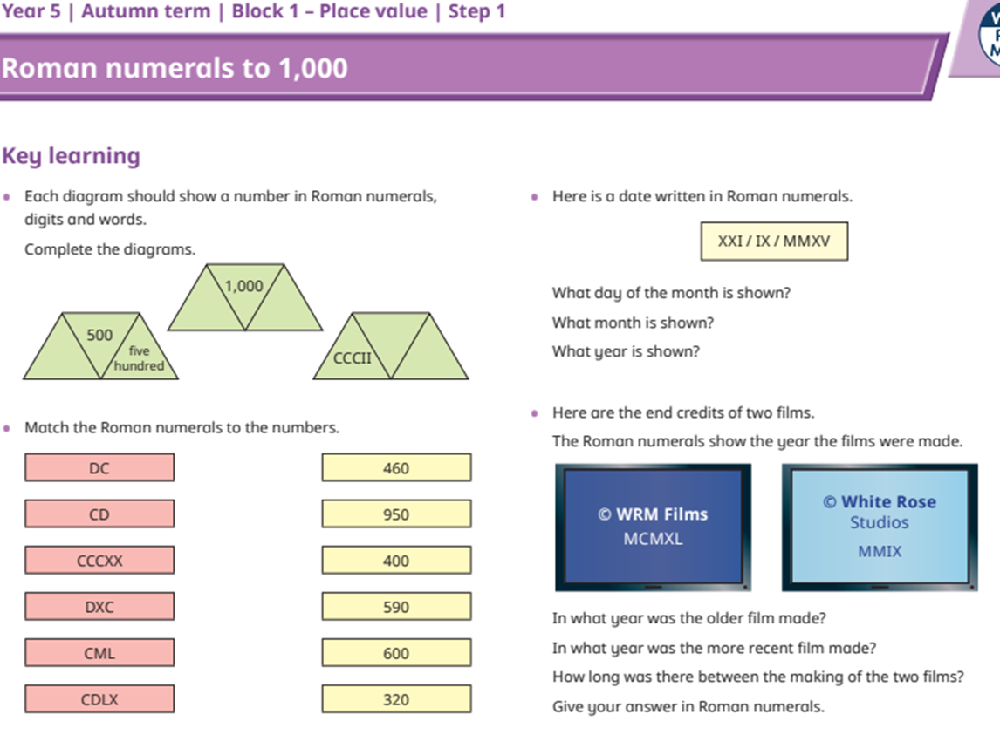 Year 5 | Autumn term | Block 1 – Place value | Step 1
Roman numerals to 1,000
Key learning
Each diagram should show a number in Roman numerals,
digits and words.
Complete the diagrams.
1,000
500
five
hundred
CCCII
Match the Roman numerals to the numbers.
DC
460
CD
950
CCCXX
400
DXC
590
CML
600
CDLX
320
Here is a date written in Roman numerals.
XXI / IX / MMXV
What day of the month is shown?
What month is shown?
What year is shown?
Here are the end credits of two films.
The Roman numerals show the year the films were made.
© WRM Films
MCMXL
© White Rose
Studios
MMIX
In what year was the older film made?
In what year was the more recent film made?
How long was there between the making of the two films?
Give your answer in Roman numerals.